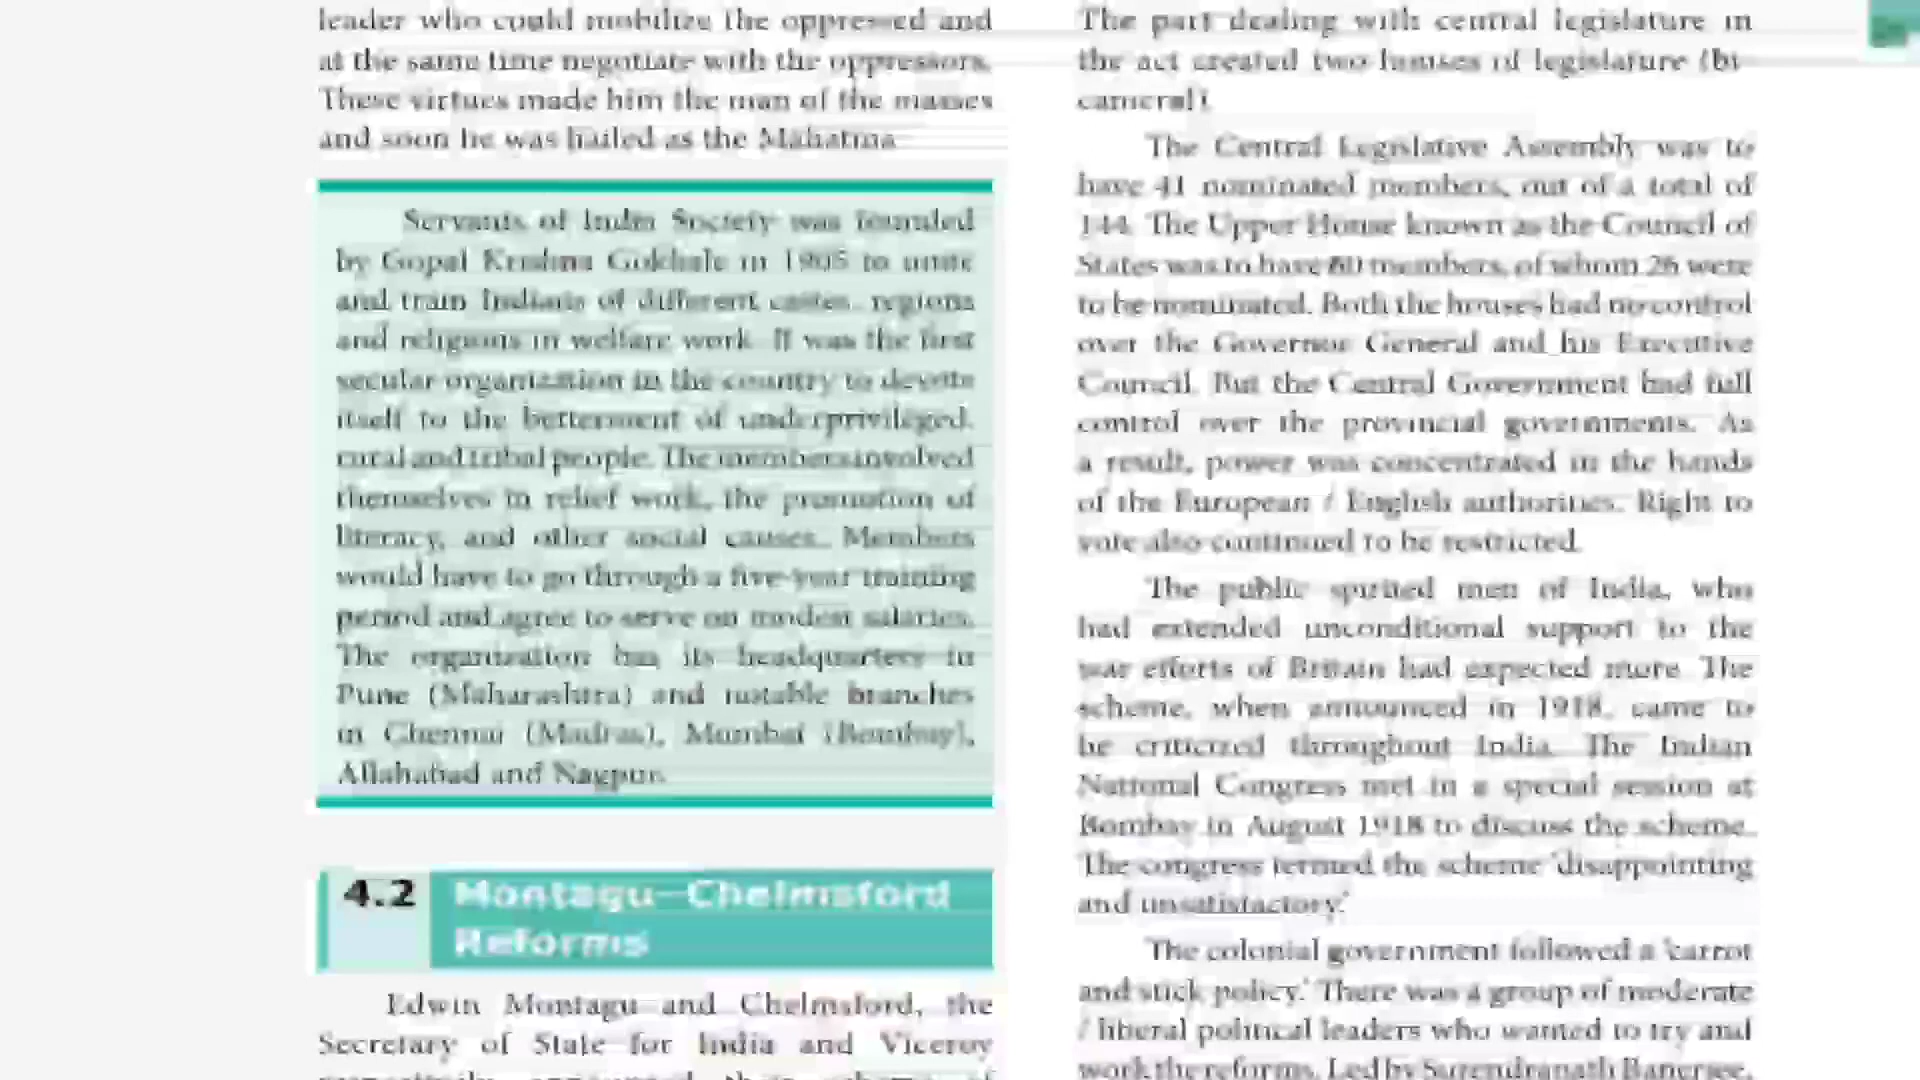 leader who could mobilize the oppressed and
at the same time negotiate with the oppressors.
These virtues made him the man of the masses
and soon he was hailed as the Mahatma.
Servants of India Society was founded
by Gopal Krishna Gokhale in 1905 to unite
and train Indians of different castes, regions
and religions in welfare work. It was the first
secular organization in the country to devote
itself to the betterment of underprivileged,
rural and tribal people. The members involved
themselves in relief work, the promotion of
literacy, and other social causes. Members
would have to go through a five-year training
period and agree to serve on modest salaries.
The organization has its headquarters in
Pune (Maharashtra) and notable branches
in Chennai (Madras), Mumbai (Bombay),
Allahabad and Nagpur.
4.2 Montagu–Chelmsford
Reforms
Edwin Montagu and Chelmsford, the
Secretary of State for India and Viceroy
The part dealing with central legislature in
the act created two houses of legislature (bi-
cameral).
The Central Legislative Assembly was to
have 41 nominated members, out of a total of
144. The Upper House known as the Council of
States was to have 60 members, of whom 26 were
to be nominated. Both the houses had no control
over the Governor General and his Executive
Council. But the Central Government had full
control over the provincial governments. As
a result, power was concentrated in the hands
of the European / English authorities. Right to
vote also continued to be restricted.
The public spirited men of India, who
had extended unconditional support to the
war efforts of Britain had expected more. The
scheme, when announced in 1918, came to
be criticized throughout India. The Indian
National Congress met in a special session at
Bombay in August 1918 to discuss the scheme.
The congress termed the scheme 'disappointing
and unsatisfactory.'
The colonial government followed a 'carrot
and stick policy.' There was a group of moderate
/ liberal political leaders who wanted to try and
work the reforms. Led by Surendranath Banerjee,